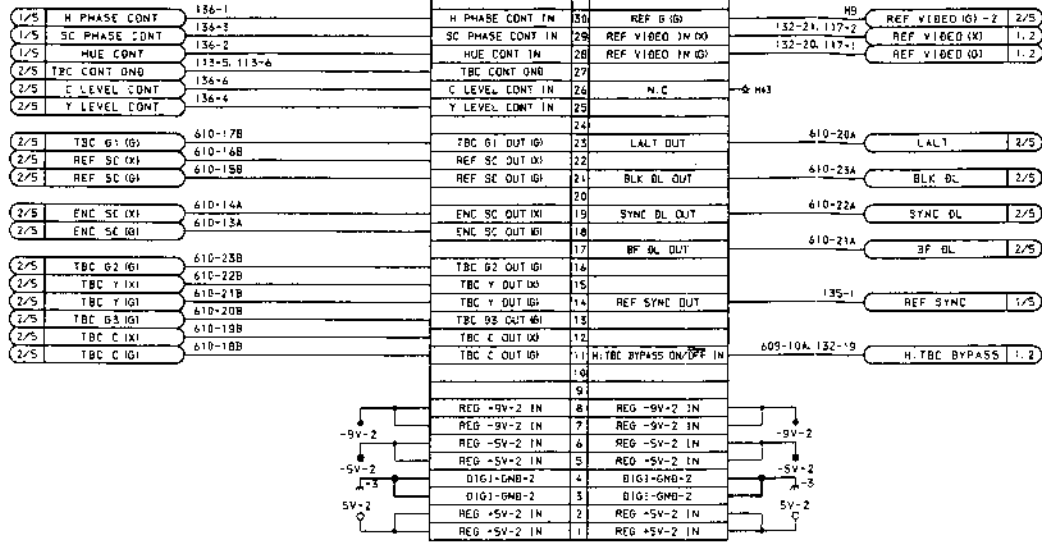 1/5 H PHASE CONT 136-1 H PHASE CONT IN 30 REF G (G) H9 REF VIDEO (G) -2 2/5
1/5 SC PHASE CONT 136-3 SC PHASE CONT IN 29 REF VIDEO IN (X) 132-21, 117-2 REF VIDEO (X) 1, 2
1/5 HUE CONT 136-2 HUE CONT IN 28 REF VIDEO IN (G) 132-20, 117-1 REF VIDEO (G) 1, 2
2/5 TBC CONT GND 113-5, 113-6 TBC CONT GND 27
2/5 C LEVEL CONT 136-6 C LEVEL CONT IN 26 N.C H43
2/5 Y LEVEL CONT 136-4 Y LEVEL CONT IN 25
24
2/5 TBC G1 (G) 610-17B TBC G1 OUT (G) 23 LALT OUT 610-20A LALT 2/5
2/5 REF SC (X) 610-16B REF SC OUT (X) 22
2/5 REF SC (G) 610-15B REF SC OUT (G) 21 BLK DL OUT 610-23A BLK DL 2/5
20
2/5 ENC SC (X) 610-14A ENC SC OUT (X) 19 SYNC DL OUT 610-22A SYNC DL 2/5
2/5 ENC SC (G) 610-13A ENC SC OUT (G) 18
17 BF DL OUT 610-21A BF DL 2/5
2/5 TBC G2 (G) 610-23B TBC G2 OUT (G) 16
2/5 TBC Y (X) 610-22B TBC Y OUT (X) 15
2/5 TBC Y (G) 610-21B TBC Y OUT (G) 14 REF SYNC OUT 135-1 REF SYNC 1/5
2/5 TBC G3 (G) 610-20B TBC G3 OUT (G) 13
2/5 TBC C (X) 610-19B TBC C OUT (X) 12
2/5 TBC C (G) 610-18B TBC C OUT (G) 11 H:TBC BYPASS ON/OFF IN 609-10A, 132-19 H:TBC BYPASS 1, 2
10
9
REG -9V-2 IN 8 REG -9V-2 IN
-9V-2 REG -9V-2 IN 7 REG -9V-2 IN -9V-2
REG -5V-2 IN 6 REG -5V-2 IN
-5V-2 REG -5V-2 IN 5 REG -5V-2 IN -5V-2
-3 DIGI-GND-2 4 DIGI-GND-2 -3
DIGI-GND-2 3 DIGI-GND-2
5V-2 REG +5V-2 IN 2 REG +5V-2 IN 5V-2
REG +5V-2 IN 1 REG +5V-2 IN